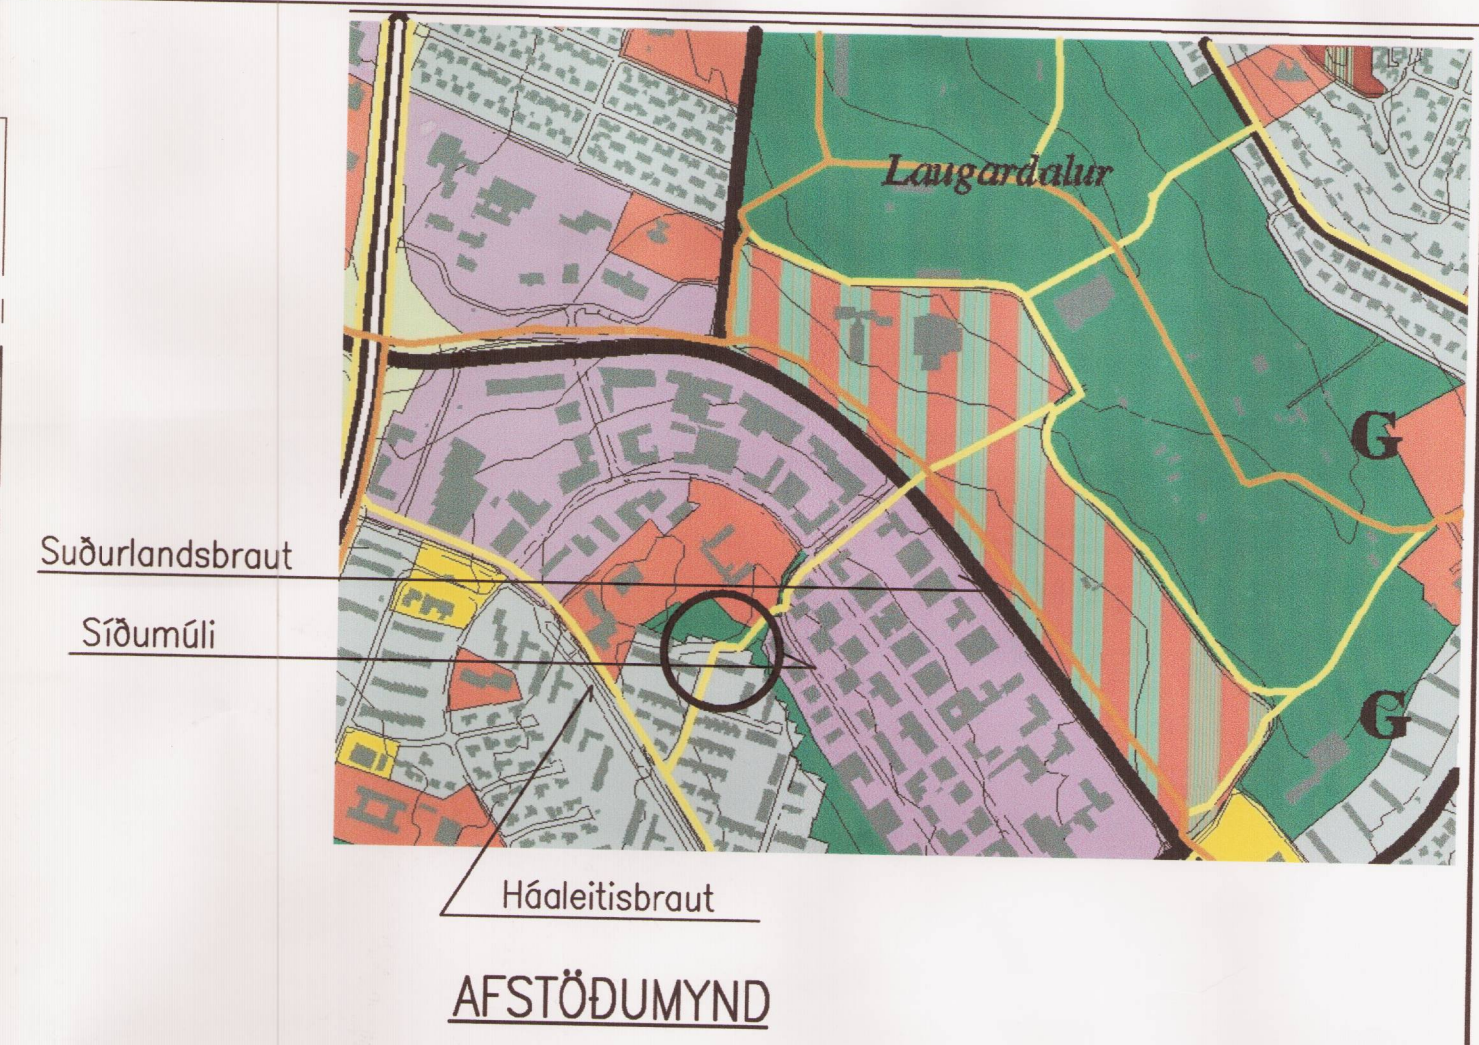 Laugardalur
G
Suðurlandsbraut
Síðumúli
G
Háaleitisbraut
AFSTÖÐUMYND